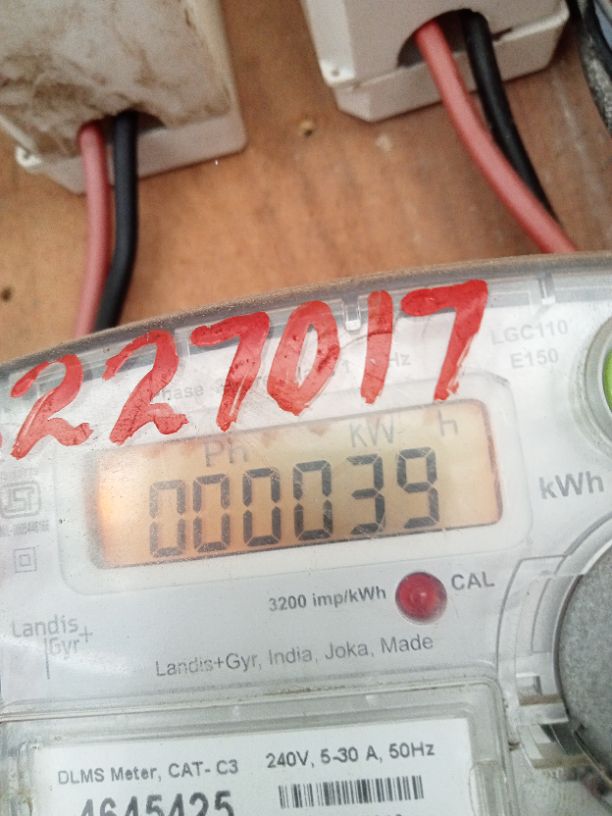 227017
LGC110
E150
Hz
Ph KW h
000039
kWh
3200 imp/kWh CAL
Landis
Gyr+
Landis+Gyr, India, Joka, Made
DLMS Meter, CAT- C3 240V, 5-30 A, 50Hz
4645425